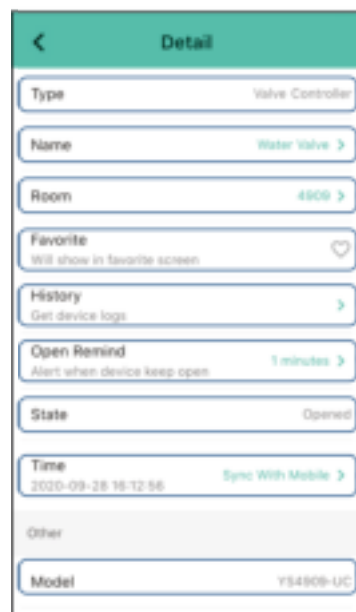 Detail
Type Valve Controller
Name Water Valve >
Room 4909 >
Favorite
Will show in favorite screen
History >
Get device logs
Open Remind 1 minutes >
Alert when device keep open
State Opened
Time Sync With Mobile >
2020-09-28 16:12:56
Other
Model YS4909-UC